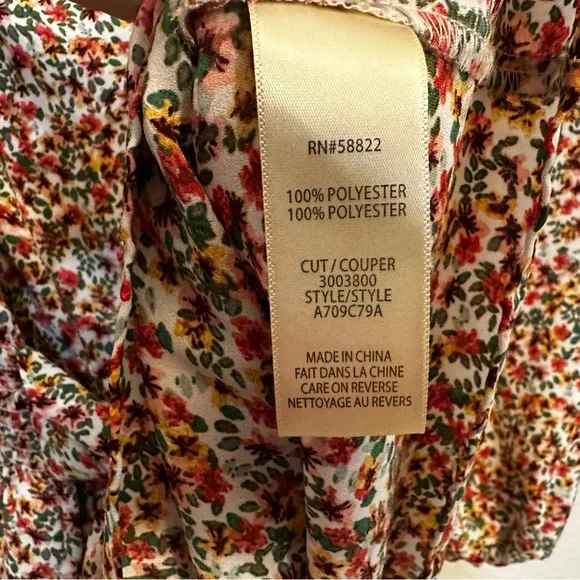 RN#58822
100% POLYESTER
100% POLYESTER
CUT / COUPER
3003800
STYLE/STYLE
A709C79A
MADE IN CHINA
FAIT DANS LA CHINE
CARE ON REVERSE
NETTOYAGE AU REVERS